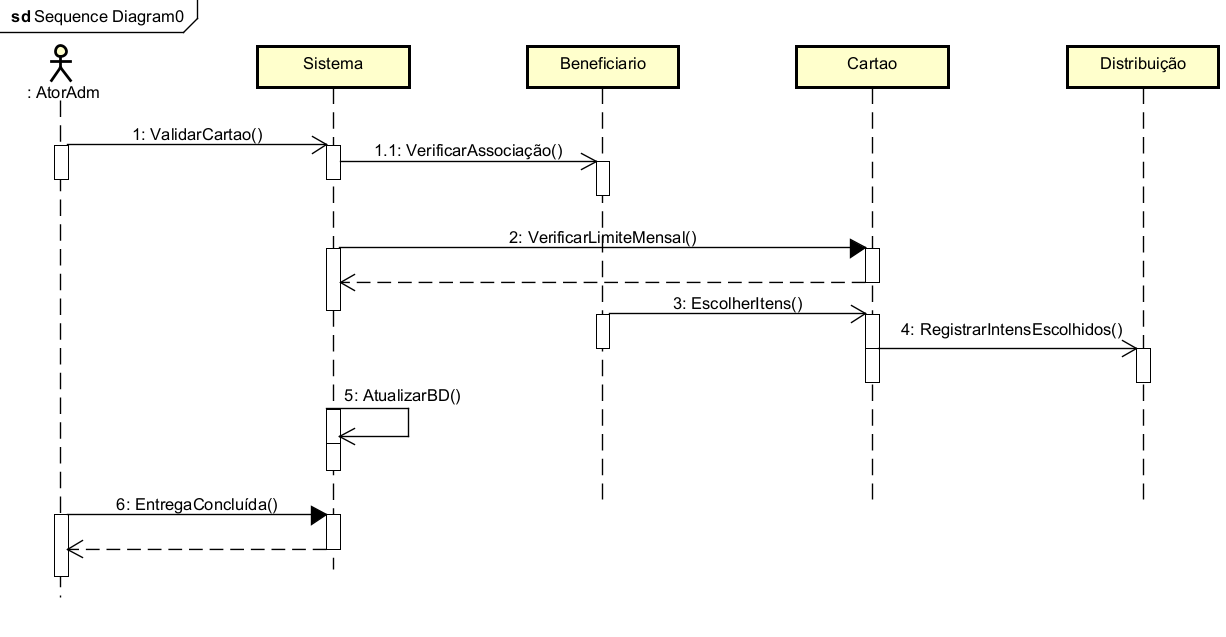 sd Sequence Diagram0
: AtorAdm
Sistema
Beneficiario
Cartao
Distribuição
1: ValidarCartao()
1.1: VerificarAssociação()
2: VerificarLimiteMensal()
3: EscolherItens()
4: RegistrarIntensEscolhidos()
5: AtualizarBD()
6: EntregaConcluída()